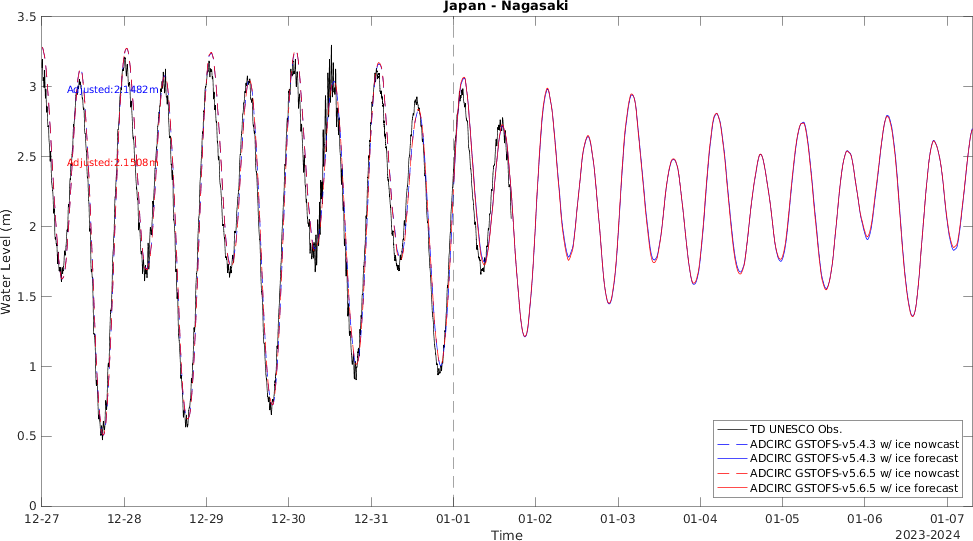 Japan - Nagasaki
3.5
3
2.5
2
1.5
1
0.5
0
Water Level (m)
Adjusted:2.1482m
Adjusted:2.1508m
TD UNESCO Obs.
ADCIRC GSTOFS-v5.4.3 w/ ice nowcast
ADCIRC GSTOFS-v5.4.3 w/ ice forecast
ADCIRC GSTOFS-v5.6.5 w/ ice nowcast
ADCIRC GSTOFS-v5.6.5 w/ ice forecast
12-27 12-28 12-29 12-30 12-31 01-01 01-02 01-03 01-04 01-05 01-06 01-07
Time
2023-2024